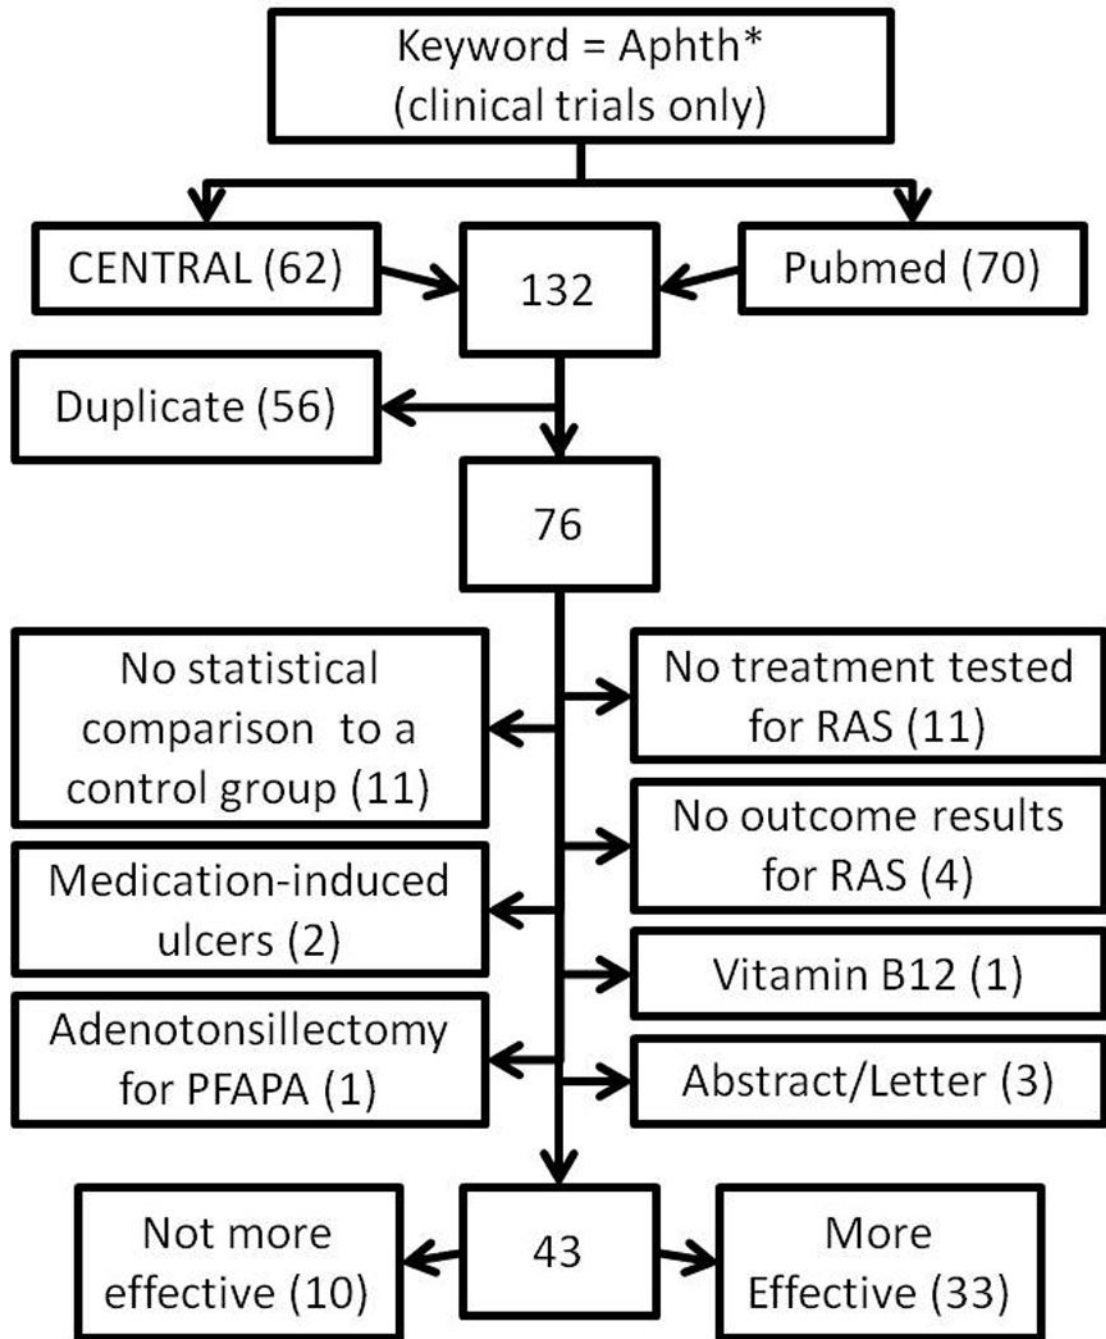 Keyword = Aphth*
(clinical trials only)
CENTRAL (62)
132
Pubmed (70)
Duplicate (56)
76
No statistical
comparison to a
control group (11)
No treatment tested
for RAS (11)
No outcome results
for RAS (4)
Medication-induced
ulcers (2)
Vitamin B12 (1)
Adenotonsillectomy
for PFAPA (1)
Abstract/Letter (3)
Not more
effective (10)
43
More
Effective (33)